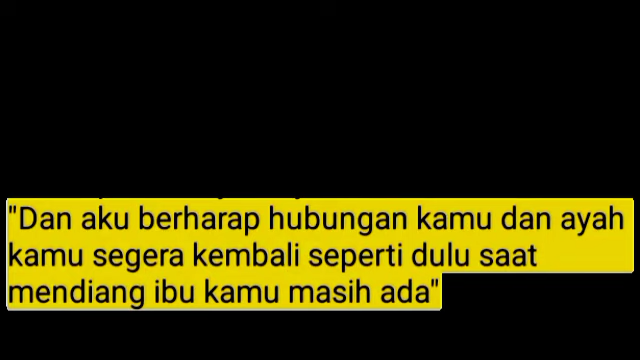 "Dan aku berharap hubungan kamu dan ayah
kamu segera kembali seperti dulu saat
mendiang ibu kamu masih ada"